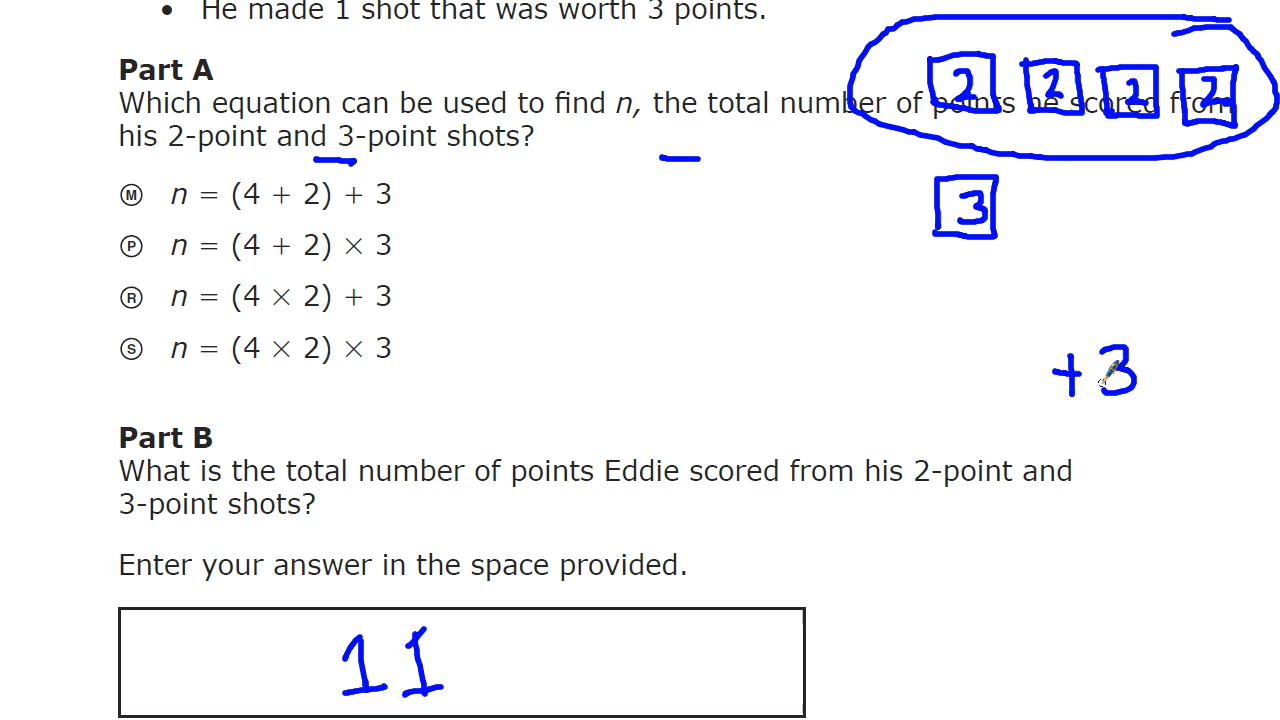 • He made 1 shot that was worth 3 points.
2 2 2 2
Part A
Which equation can be used to find n, the total number of points he scored from
his 2-point and 3-point shots?
3
Ⓜ n = (4 + 2) + 3
Ⓟ n = (4 + 2) × 3
Ⓡ n = (4 × 2) + 3
Ⓢ n = (4 × 2) × 3
+3
Part B
What is the total number of points Eddie scored from his 2-point and
3-point shots?
Enter your answer in the space provided.
11